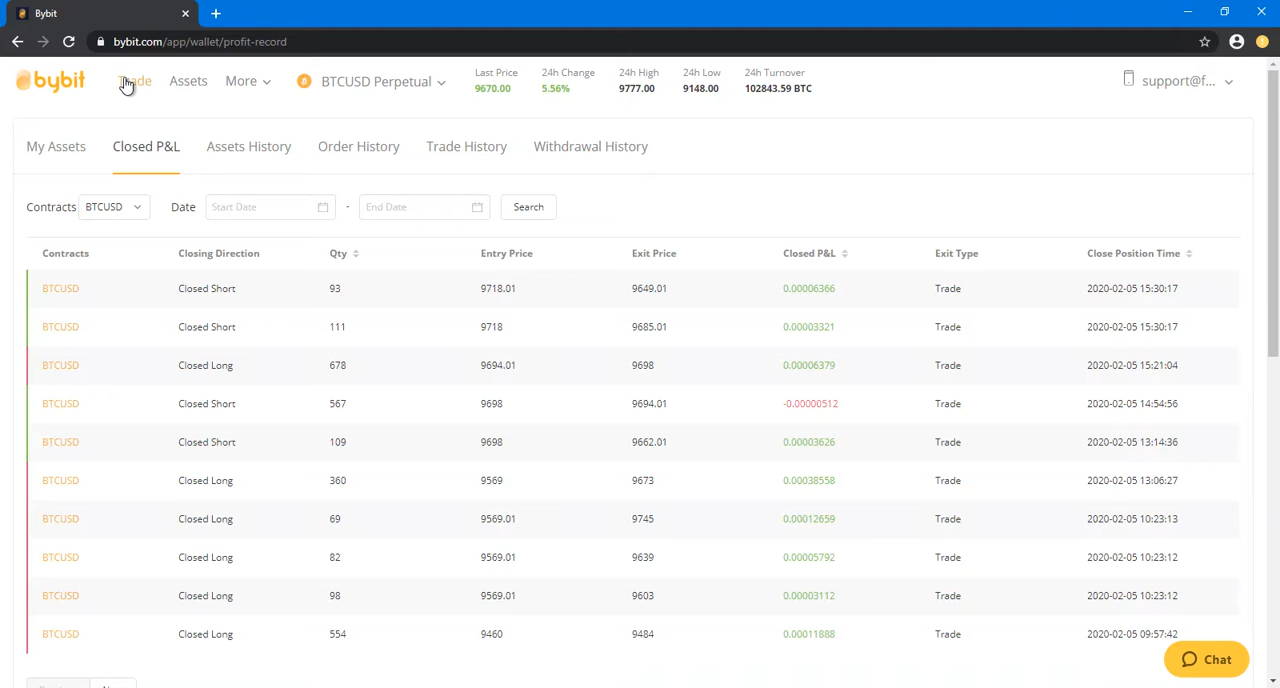 Bybit
bybit.com/app/wallet/profit-record
bybit
Trade Assets More BTCUSD Perpetual
Last Price 24h Change 24h High 24h Low 24h Turnover
9670.00 5.56% 9777.00 9148.00 102843.59 BTC
support@f...
My Assets Closed P&L Assets History Order History Trade History Withdrawal History
Contracts BTCUSD Date Start Date - End Date Search
Contracts Closing Direction Qty Entry Price Exit Price Closed P&L Exit Type Close Position Time
BTCUSD Closed Short 93 9718.01 9649.01 0.00006366 Trade 2020-02-05 15:30:17
BTCUSD Closed Short 111 9718 9685.01 0.00003321 Trade 2020-02-05 15:30:17
BTCUSD Closed Long 678 9694.01 9698 0.00006379 Trade 2020-02-05 15:21:04
BTCUSD Closed Short 567 9698 9694.01 -0.00000512 Trade 2020-02-05 14:54:56
BTCUSD Closed Short 109 9698 9662.01 0.00003626 Trade 2020-02-05 13:14:36
BTCUSD Closed Long 360 9569 9673 0.00038558 Trade 2020-02-05 13:06:27
BTCUSD Closed Long 69 9569.01 9745 0.00012659 Trade 2020-02-05 10:23:13
BTCUSD Closed Long 82 9569.01 9639 0.00005792 Trade 2020-02-05 10:23:12
BTCUSD Closed Long 98 9569.01 9603 0.00003112 Trade 2020-02-05 10:23:12
BTCUSD Closed Long 554 9460 9484 0.00011888 Trade 2020-02-05 09:57:42
Chat